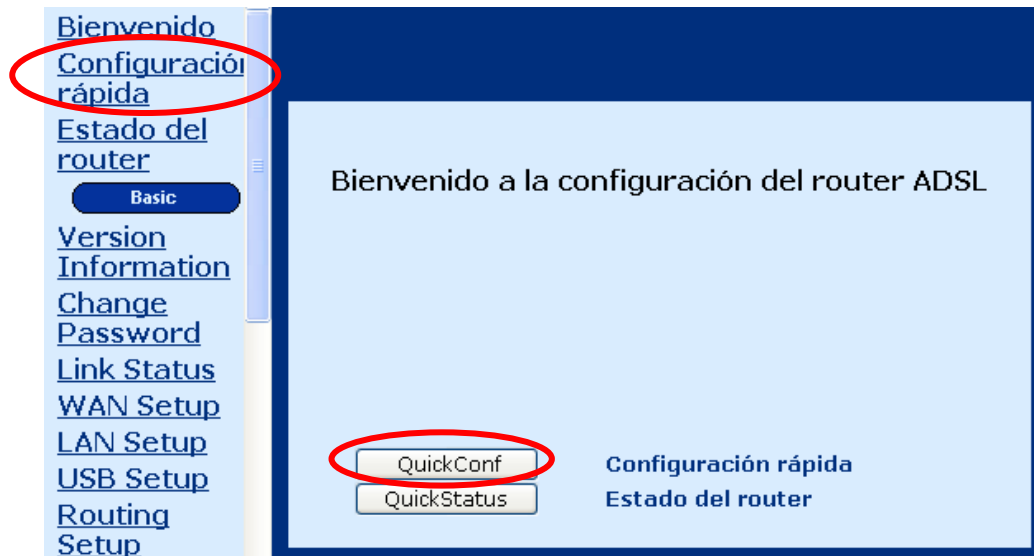 Bienvenido
Configuración
rápida
Estado del
router
Basic
Version
Information
Change
Password
Link Status
WAN Setup
LAN Setup
USB Setup
Routing
Setup
Bienvenido a la configuración del router ADSL
QuickConf Configuración rápida
QuickStatus Estado del router